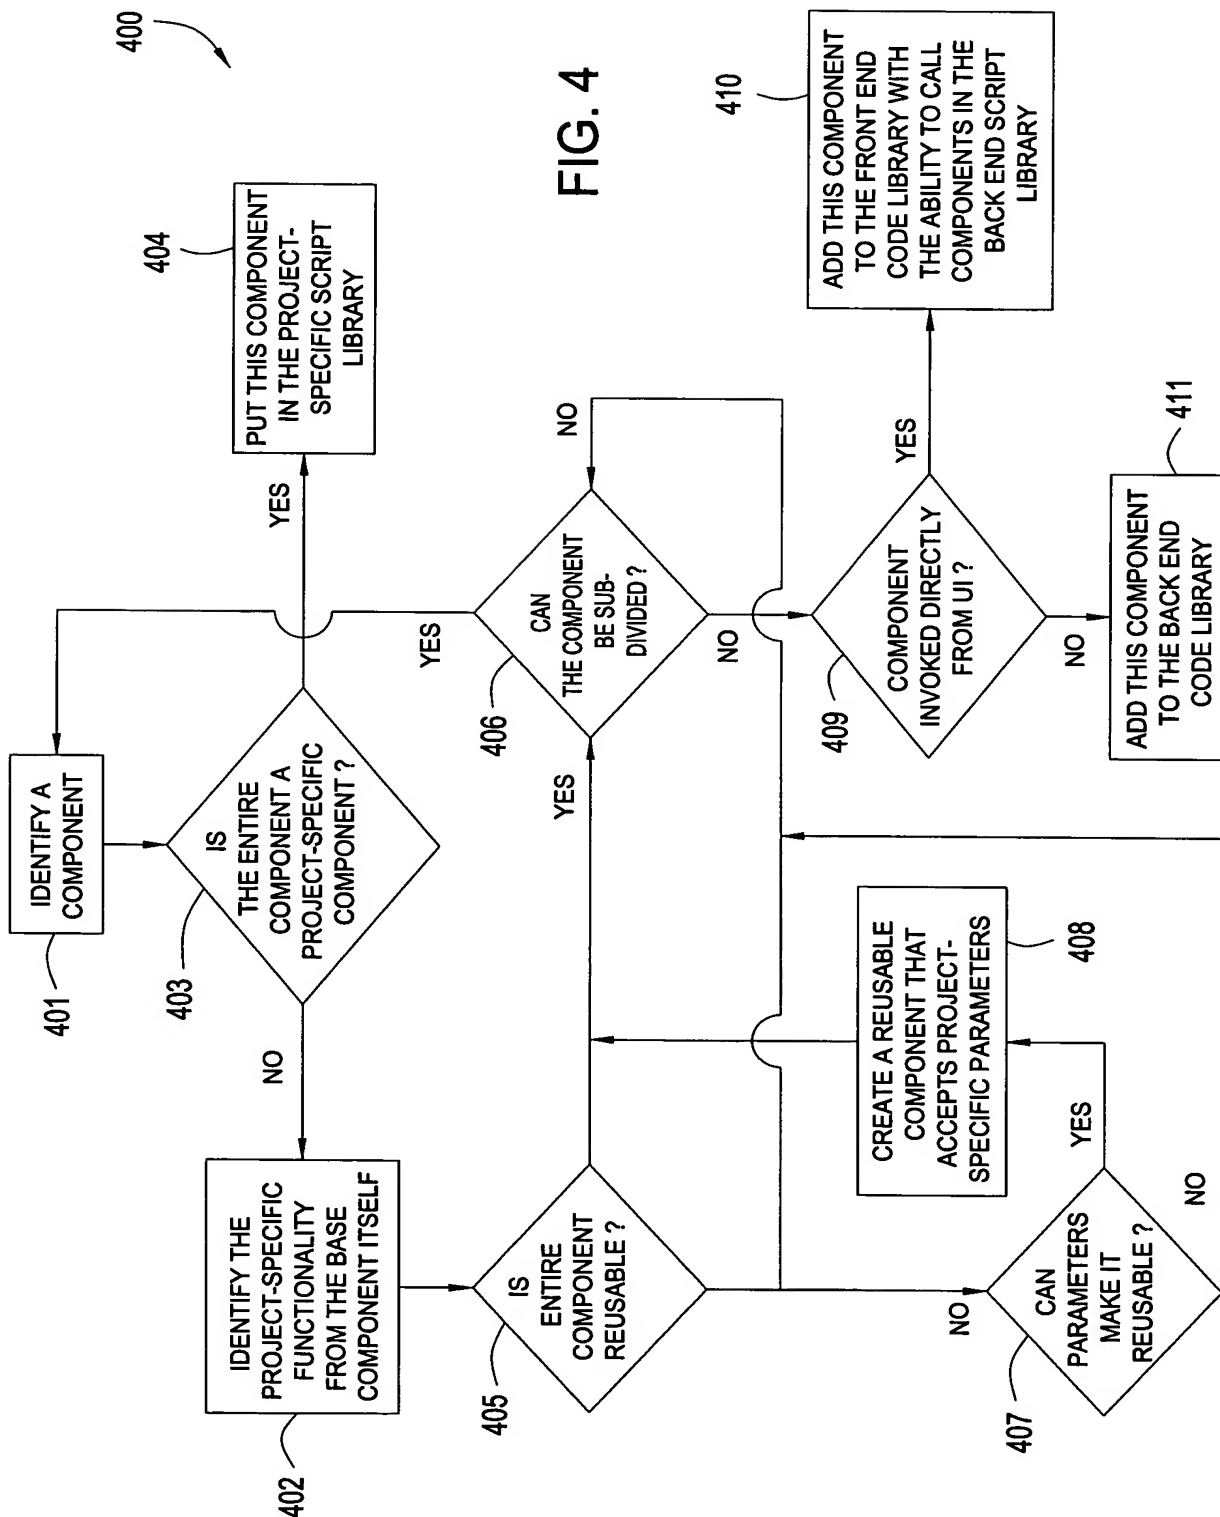 400
401
IDENTIFY A
COMPONENT
403
IS
THE ENTIRE
COMPONENT A
PROJECT-SPECIFIC
COMPONENT ?
YES
404
PUT THIS COMPONENT
IN THE PROJECT-
SPECIFIC SCRIPT
LIBRARY
NO
402
IDENTIFY THE
PROJECT-SPECIFIC
FUNCTIONALITY
FROM THE BASE
COMPONENT ITSELF
405
IS
ENTIRE
COMPONENT
REUSABLE ?
YES
406
CAN
THE COMPONENT
BE SUB-
DIVIDED ?
YES
NO
NO
FIG. 4
NO
407
CAN
PARAMETERS
MAKE IT
REUSABLE ?
YES
NO
408
CREATE A REUSABLE
COMPONENT THAT
ACCEPTS PROJECT-
SPECIFIC PARAMETERS
409
COMPONENT
INVOKED DIRECTLY
FROM UI ?
YES
410
ADD THIS COMPONENT
TO THE FRONT END
CODE LIBRARY WITH
THE ABILITY TO CALL
COMPONENTS IN THE
BACK END SCRIPT
LIBRARY
NO
411
ADD THIS COMPONENT
TO THE BACK END
CODE LIBRARY